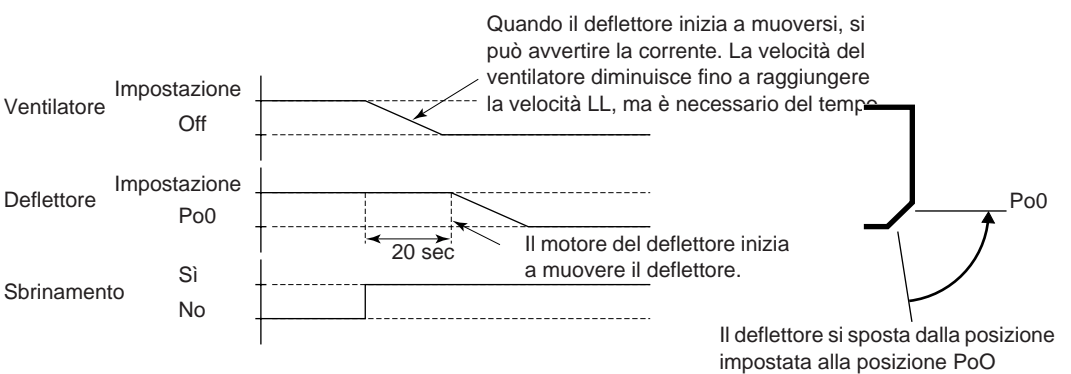 Quando il deflettore inizia a muoversi, si
può avvertire la corrente. La velocità del
ventilatore diminuisce fino a raggiungere
la velocità LL, ma è necessario del tempo
Ventilatore
Impostazione
Off
Deflettore
Impostazione
Po0
20 sec
Il motore del deflettore inizia
a muovere il deflettore.
Sbrinamento
Sì
No
Po0
Il deflettore si sposta dalla posizione
impostata alla posizione PoO